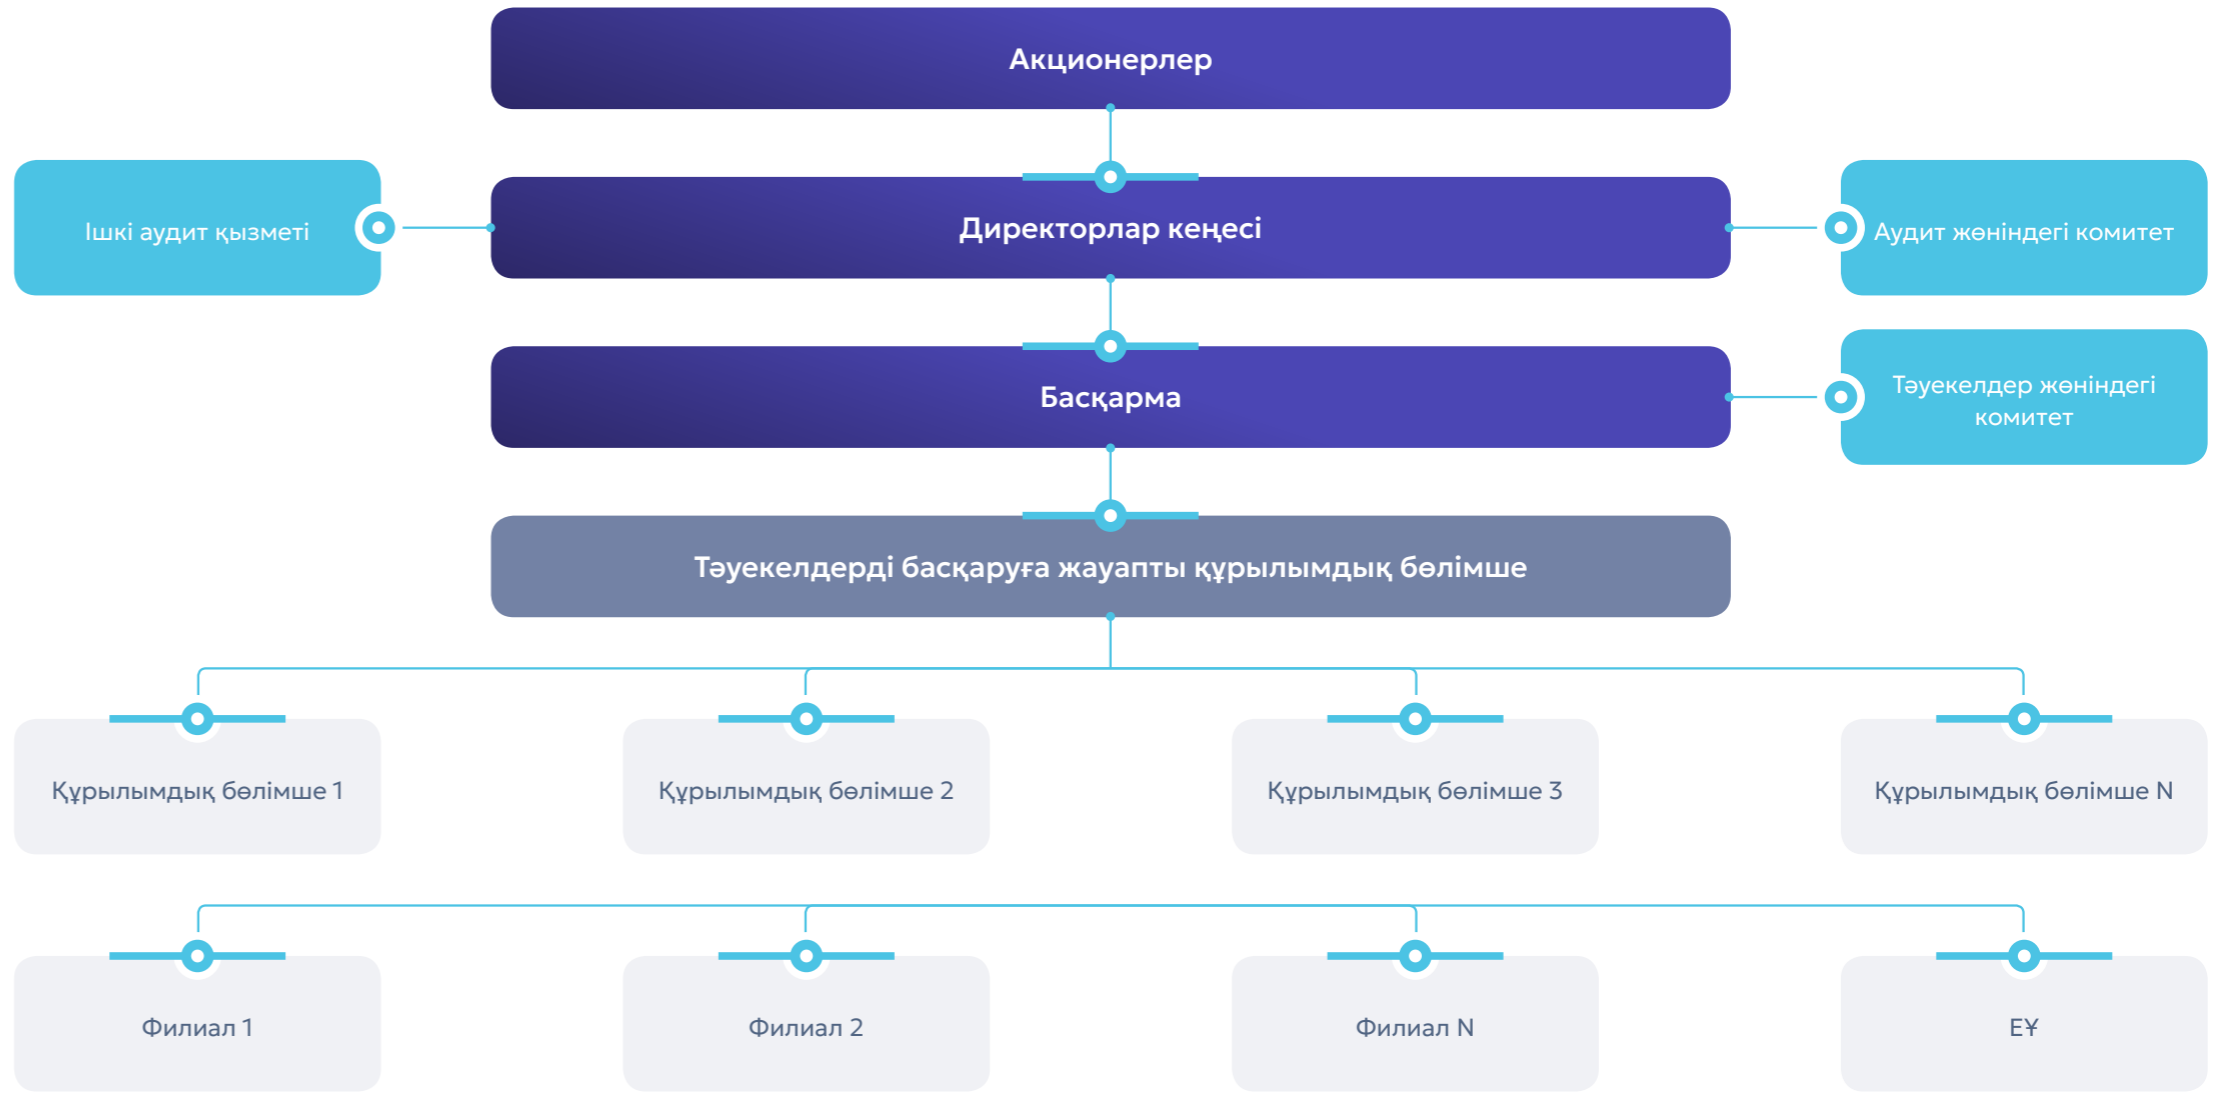 Акционерлер
Ішкі аудит қызметі
Директорлар кеңесі
Аудит жөніндегі комитет
Басқарма
Тәуекелдер жөніндегі
комитет
Тәуекелдерді басқаруға жауапты құрылымдық бөлімше
Құрылымдық бөлімше 1
Құрылымдық бөлімше 2
Құрылымдық бөлімше 3
Құрылымдық бөлімше N
Филиал 1
Филиал 2
Филиал N
ЕҰ